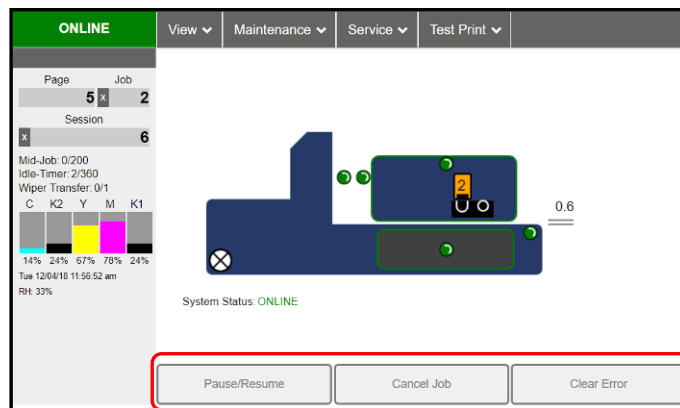 ONLINE
View
Maintenance
Service
Test Print
Page Job
5 x 2
Session
x 6
Mid-Job: 0/200
Idle-Timer: 2/360
Wiper Transfer: 0/1
C K2 Y M K1
14% 24% 67% 78% 24%
Tue 12/04/18 11:56:52 am
RH: 33%
2
0.6
System Status: ONLINE
Pause/Resume
Cancel Job
Clear Error